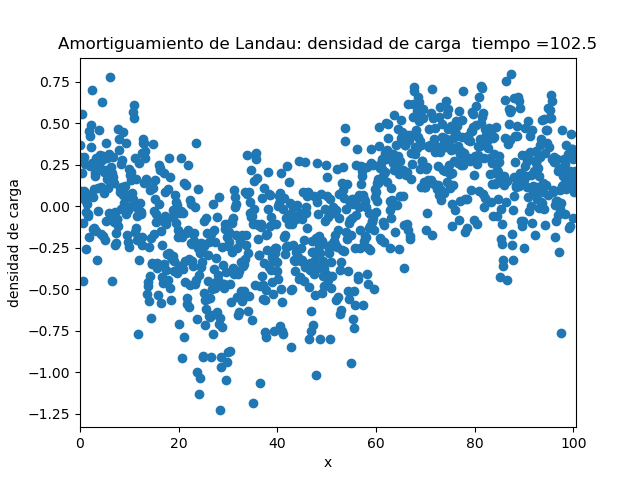 Amortiguamiento de Landau: densidad de carga  tiempo =102.5
densidad de carga
0.75
0.50
0.25
0.00
−0.25
−0.50
−0.75
−1.00
−1.25
0 20 40 60 80 100
x